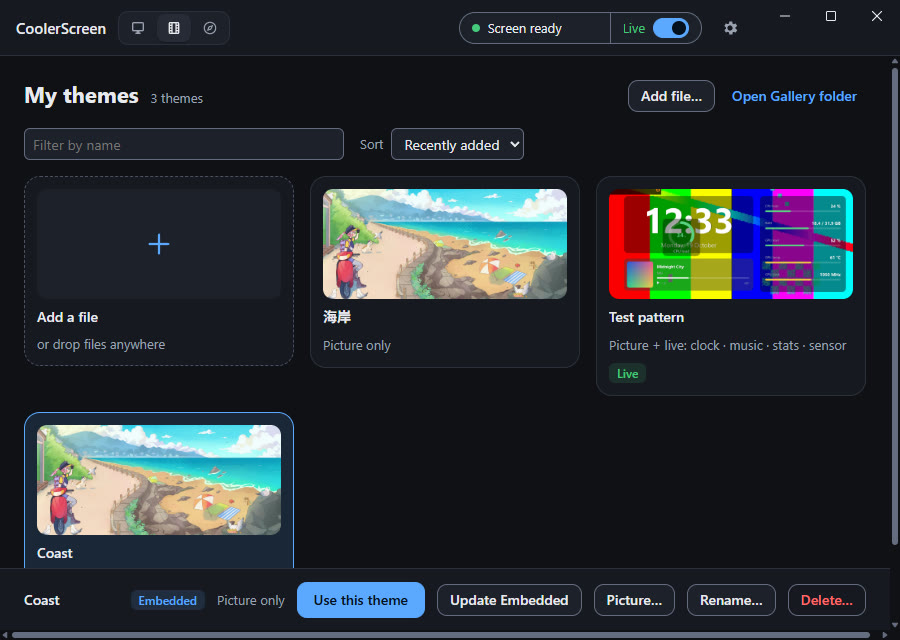 CoolerScreen
Screen ready
Live
My themes
3 themes
Add file...
Open Gallery folder
Filter by name
Sort
Recently added
Add a file
or drop files anywhere
海岸
Picture only
12:33
Midnight City
Test pattern
Picture + live: clock · music · stats · sensor
Live
Coast
Coast
Embedded
Picture only
Use this theme
Update Embedded
Picture...
Rename...
Delete...